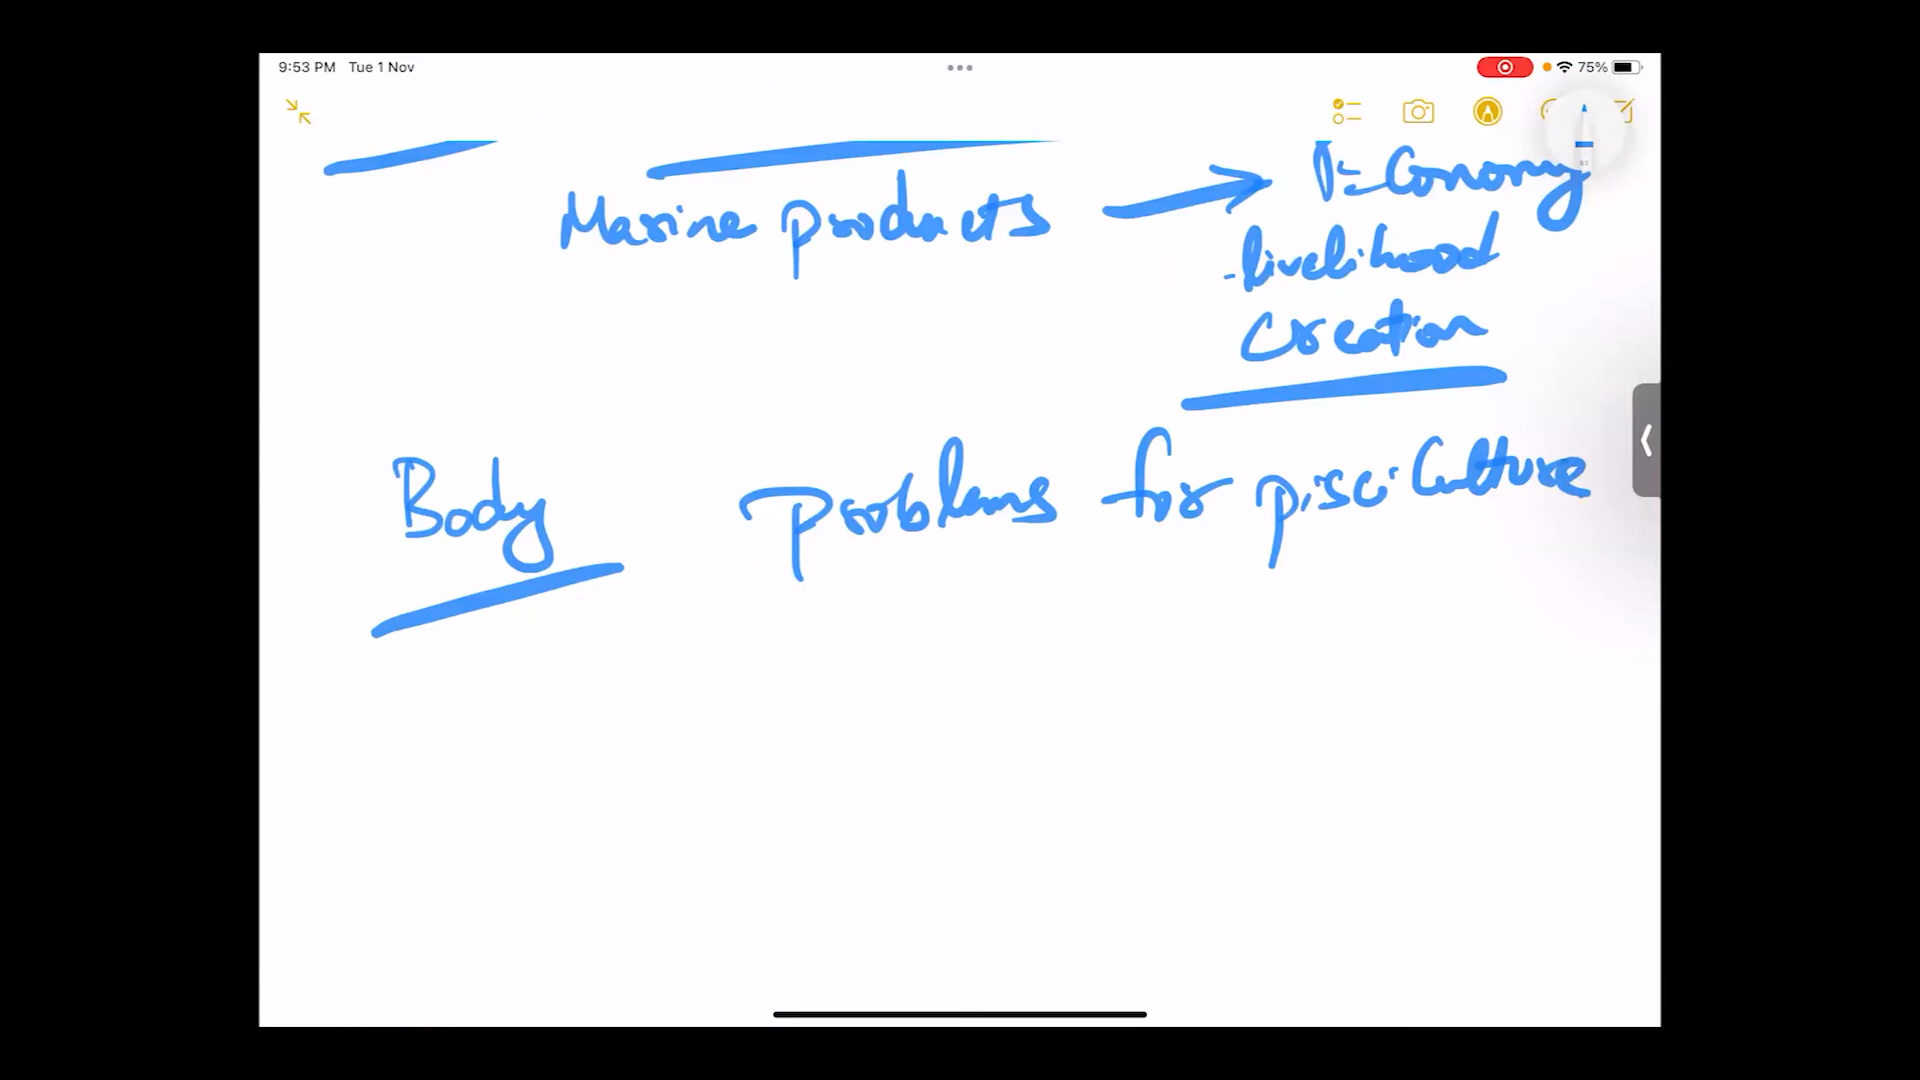 9:53 PM Tue 1 Nov
75%
Marine products → Economy
-livelihood
creation
Body problems for pisciculture